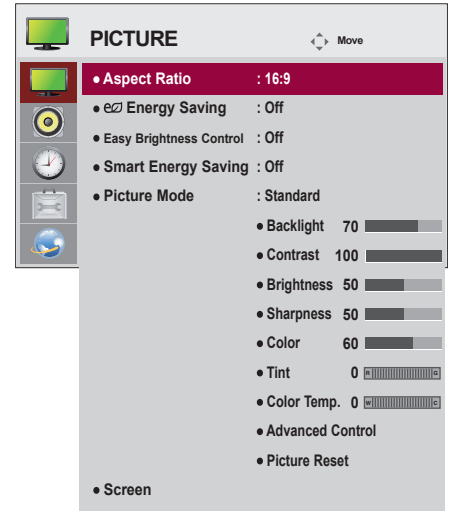 PICTURE Move
● Aspect Ratio : 16:9
● Energy Saving : Off
● Easy Brightness Control : Off
● Smart Energy Saving : Off
● Picture Mode : Standard
● Backlight 70
● Contrast 100
● Brightness 50
● Sharpness 50
● Color 60
● Tint 0 R G
● Color Temp. 0 W C
● Advanced Control
● Picture Reset
● Screen